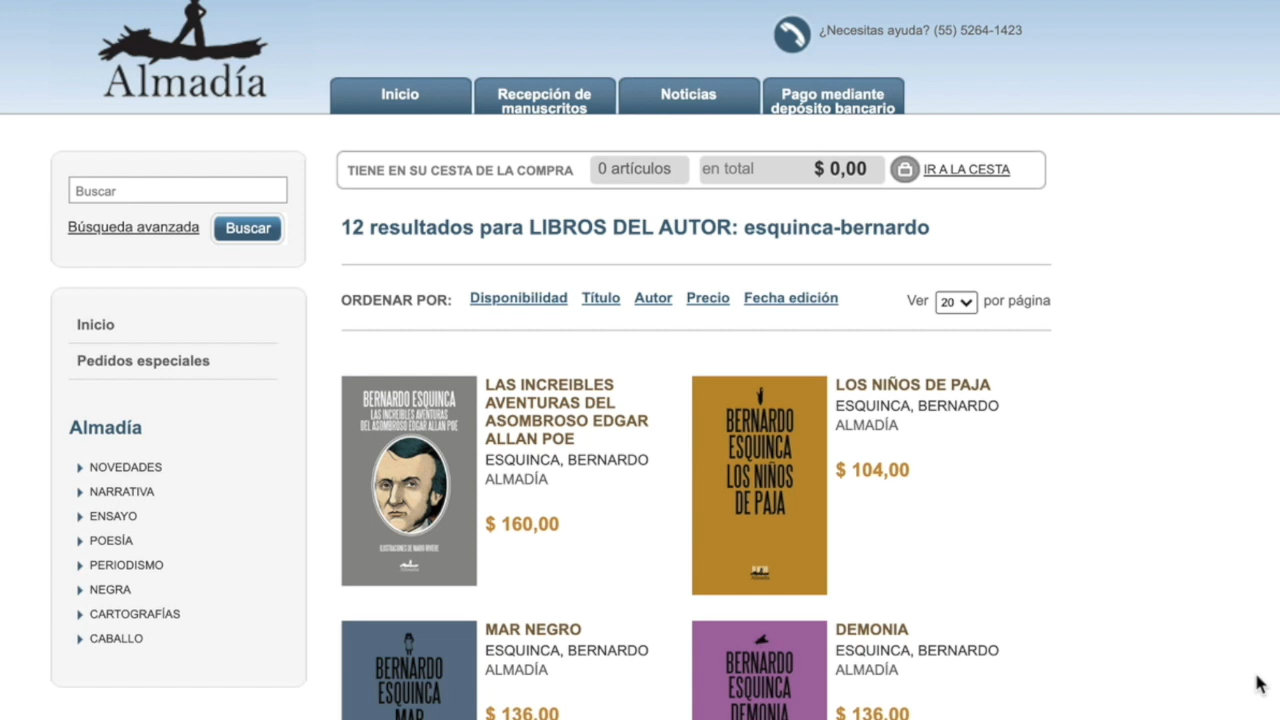 Almadía
¿Necesitas ayuda? (55) 5264-1423
Inicio
Recepción de
manuscritos
Noticias
Pago mediante
depósito bancario
Buscar
Búsqueda avanzada
Buscar
Inicio
Pedidos especiales
Almadía
NOVEDADES
NARRATIVA
ENSAYO
POESÍA
PERIODISMO
NEGRA
CARTOGRAFÍAS
CABALLO
TIENE EN SU CESTA DE LA COMPRA 0 artículos en total $ 0,00 IR A LA CESTA
12 resultados para LIBROS DEL AUTOR: esquinca-bernardo
ORDENAR POR: Disponibilidad Título Autor Precio Fecha edición Ver 20 por página
BERNARDO ESQUINCA
LAS INCREIBLES AVENTURAS
DEL ASOMBROSO EDGAR ALLAN POE
LAS INCREIBLES
AVENTURAS DEL
ASOMBROSO EDGAR
ALLAN POE
ESQUINCA, BERNARDO
ALMADÍA
$ 160,00
BERNARDO
ESQUINCA
LOS NIÑOS
DE PAJA
Almadía
LOS NIÑOS DE PAJA
ESQUINCA, BERNARDO
ALMADÍA
$ 104,00
BERNARDO
ESQUINCA
MAR
MAR NEGRO
ESQUINCA, BERNARDO
ALMADÍA
$ 136,00
BERNARDO
ESQUINCA
DEMONIA
DEMONIA
ESQUINCA, BERNARDO
ALMADÍA
$ 136,00